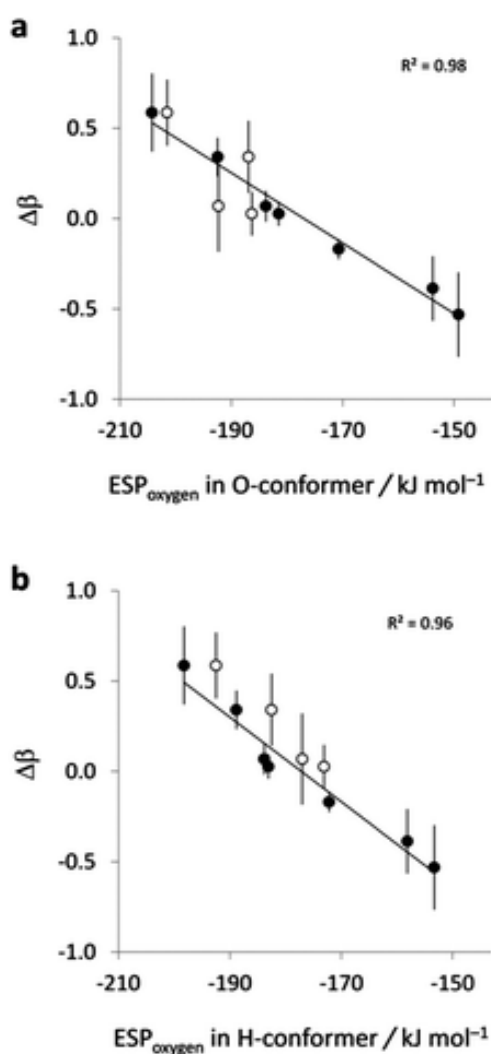 a
R² = 0.98
1.0
0.5
0.0
-0.5
-1.0
Δβ
-210 -190 -170 -150
ESPoxygen in O-conformer / kJ mol⁻¹
b
R² = 0.96
1.0
0.5
0.0
-0.5
-1.0
Δβ
-210 -190 -170 -150
ESPoxygen in H-conformer / kJ mol⁻¹